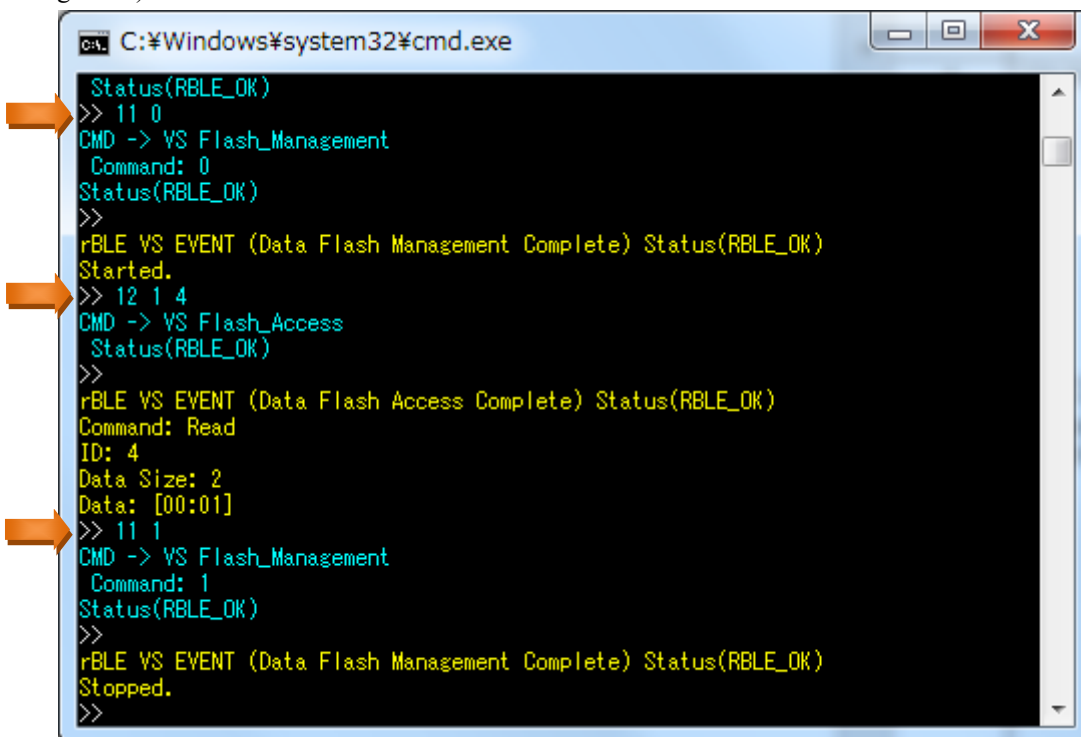 C:¥Windows¥system32¥cmd.exe
Status(RBLE_OK)
>> 11 0
CMD -> VS Flash_Management
Command: 0
Status(RBLE_OK)
>>
rBLE VS EVENT (Data Flash Management Complete) Status(RBLE_OK)
Started.
>> 12 1 4
CMD -> VS Flash_Access
Status(RBLE_OK)
>>
rBLE VS EVENT (Data Flash Access Complete) Status(RBLE_OK)
Command: Read
ID: 4
Data Size: 2
Data: [00:01]
>> 11 1
CMD -> VS Flash_Management
Command: 1
Status(RBLE_OK)
>>
rBLE VS EVENT (Data Flash Management Complete) Status(RBLE_OK)
Stopped.
>>